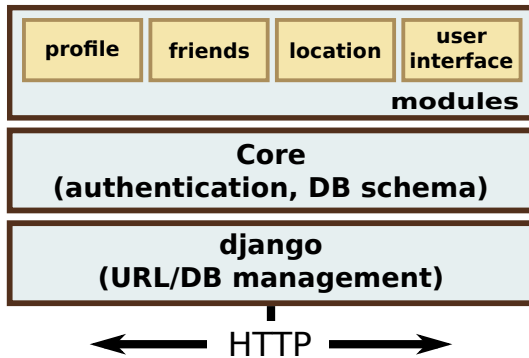 profile friends location user interface
modules
Core
(authentication, DB schema)
django
(URL/DB management)
HTTP